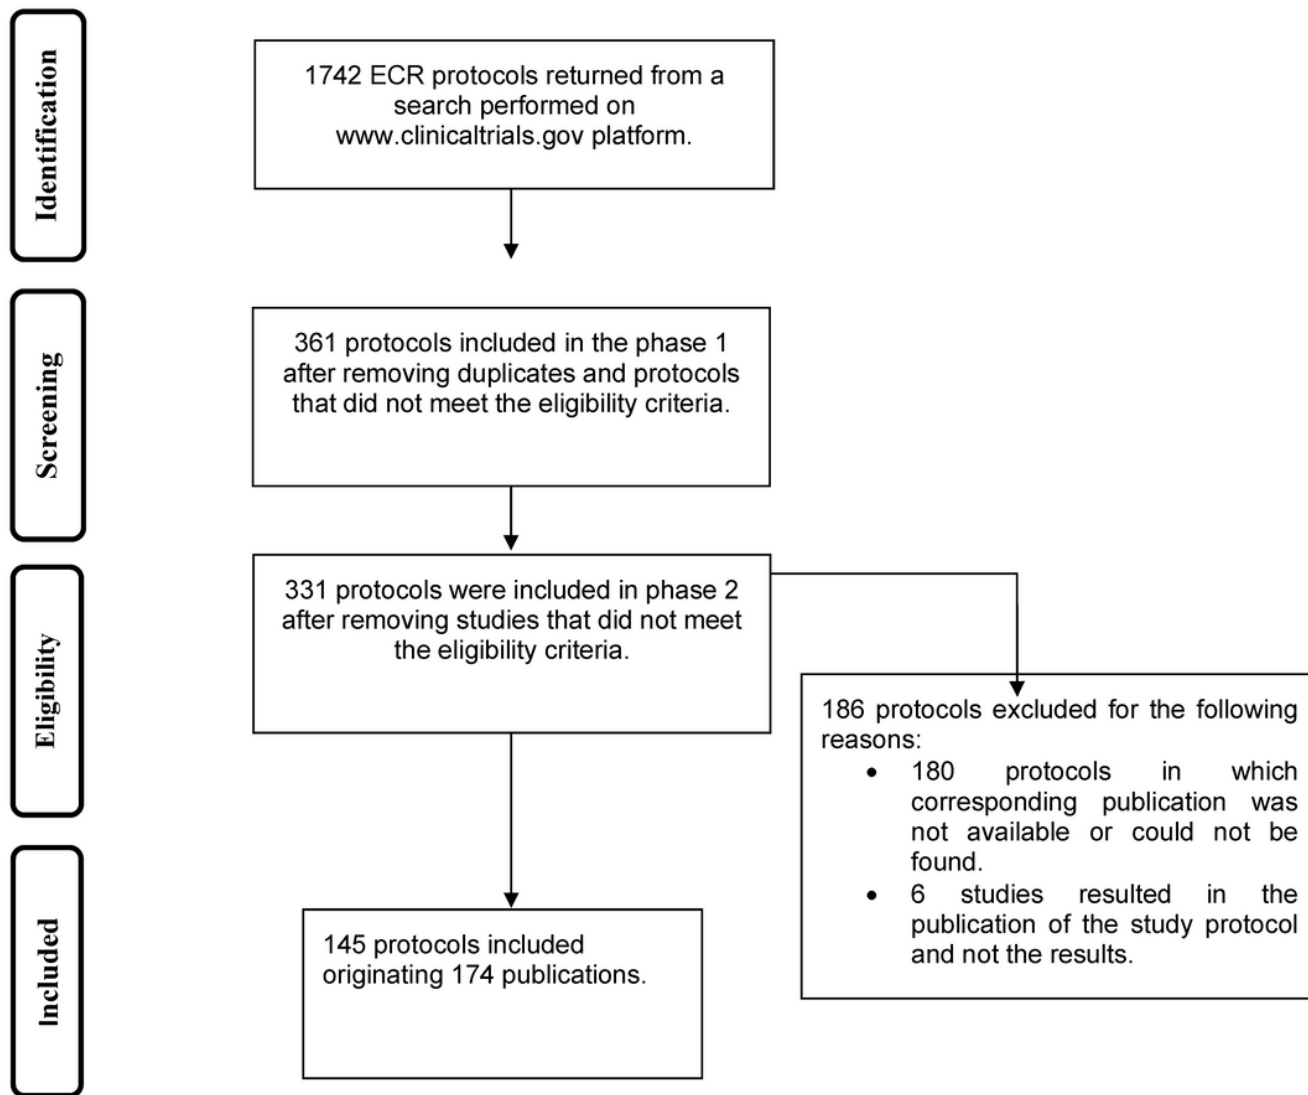 Identification
1742 ECR protocols returned from a
search performed on
www.clinicaltrials.gov platform.
Screening
361 protocols included in the phase 1
after removing duplicates and protocols
that did not meet the eligibility criteria.
Eligibility
331 protocols were included in phase 2
after removing studies that did not meet
the eligibility criteria.
186 protocols excluded for the following
reasons:
• 180 protocols in which
corresponding publication was
not available or could not be
found.
• 6 studies resulted in the
publication of the study protocol
and not the results.
Included
145 protocols included
originating 174 publications.